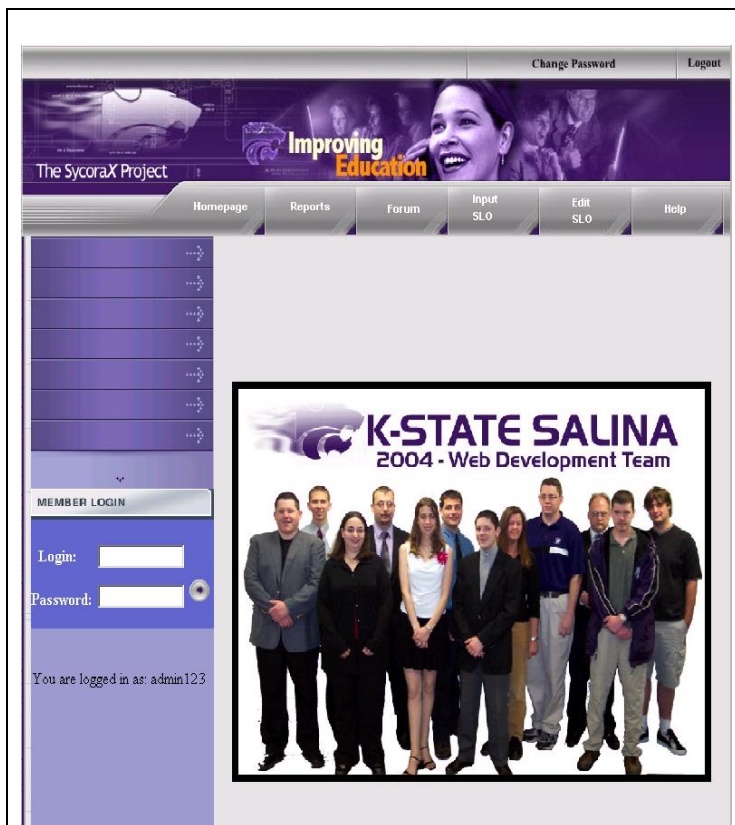 Change Password
Logout
The SycoraX Project
Improving
Education
Homepage
Reports
Forum
Input
SLO
Edit
SLO
Help
K-STATE SALINA
2004 - Web Development Team
MEMBER LOGIN
Login:
Password:
You are logged in as: admin123